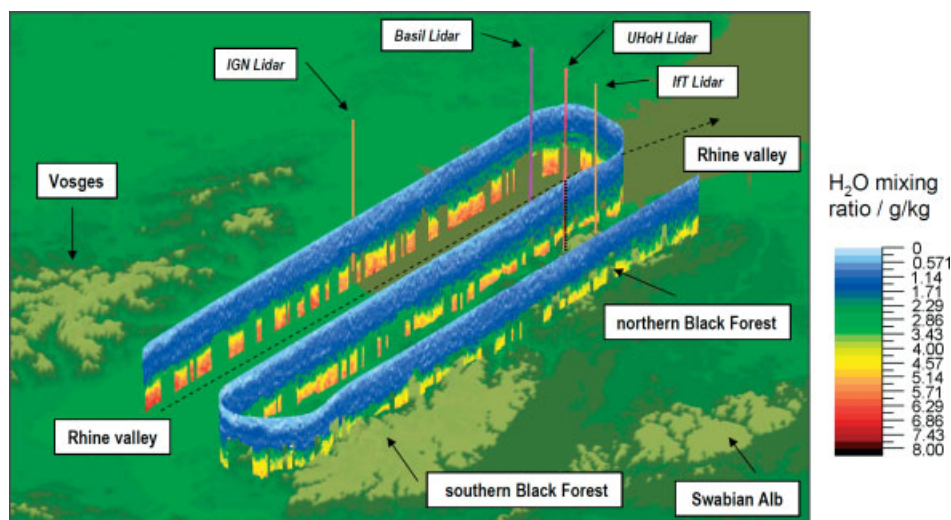 Basil Lidar
UHoH Lidar
IGN Lidar
IfT Lidar
Rhine valley
Vosges
H₂O mixing
ratio / g/kg
0
0.571
1.14
1.71
2.29
2.86
3.43
4.00
4.57
5.14
5.71
6.29
6.86
7.43
8.00
northern Black Forest
Rhine valley
southern Black Forest
Swabian Alb